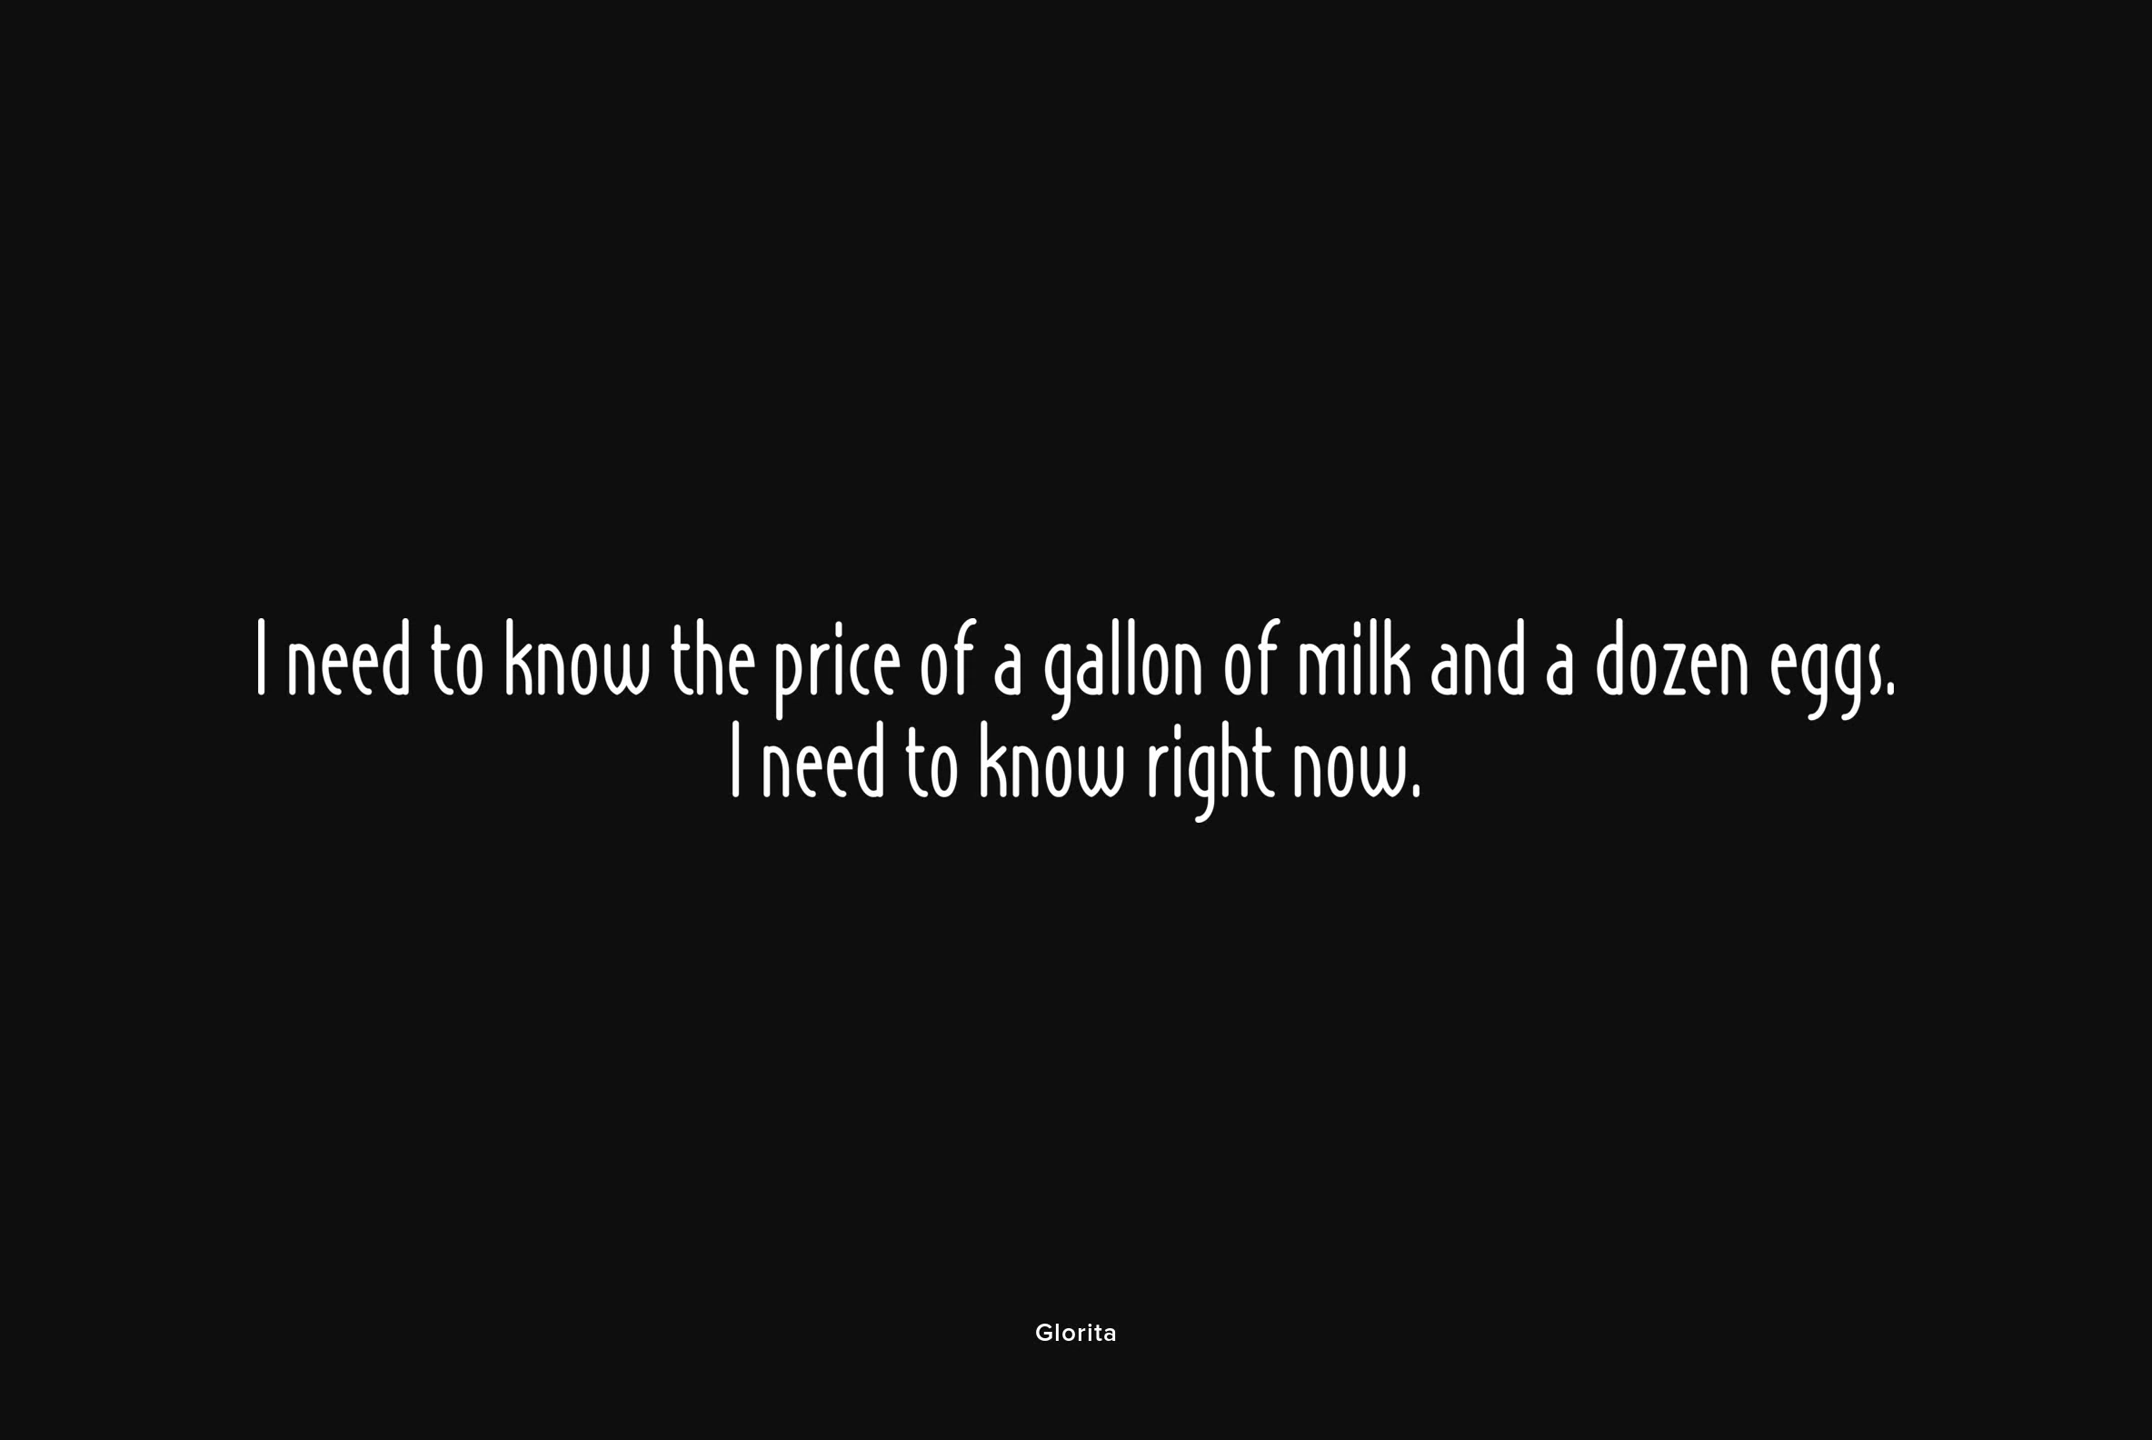 I need to know the price of a gallon of milk and a dozen eggs.
I need to know right now.
Glorita